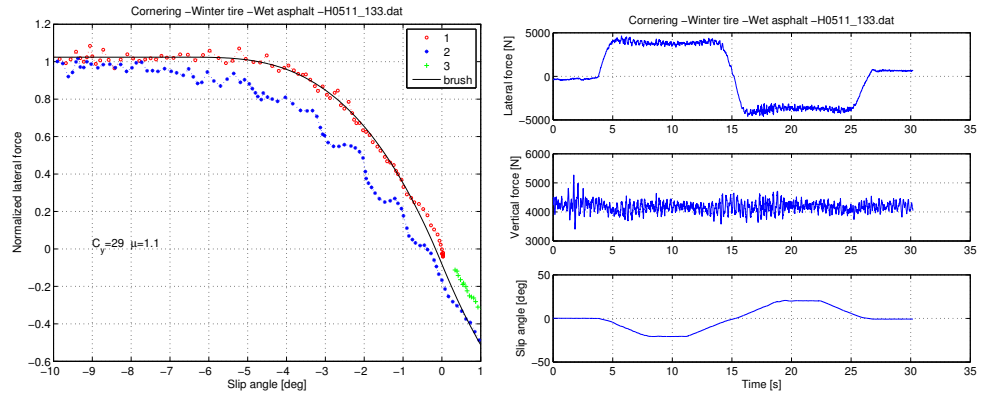 Cornering −Winter tire −Wet asphalt −H0511_133.dat
Normalized lateral force
1.2
1
0.8
0.6
0.4
0.2
0
−0.2
−0.4
−0.6
1
2
3
brush
C_y=29 μ=1.1
−10 −9 −8 −7 −6 −5 −4 −3 −2 −1 0 1
Slip angle [deg]
Cornering −Winter tire −Wet asphalt −H0511_133.dat
Lateral force [N]
5000
0
−5000
0 5 10 15 20 25 30 35
Vertical force [N]
6000
5000
4000
3000
0 5 10 15 20 25 30 35
Slip angle [deg]
50
0
−50
0 5 10 15 20 25 30 35
Time [s]